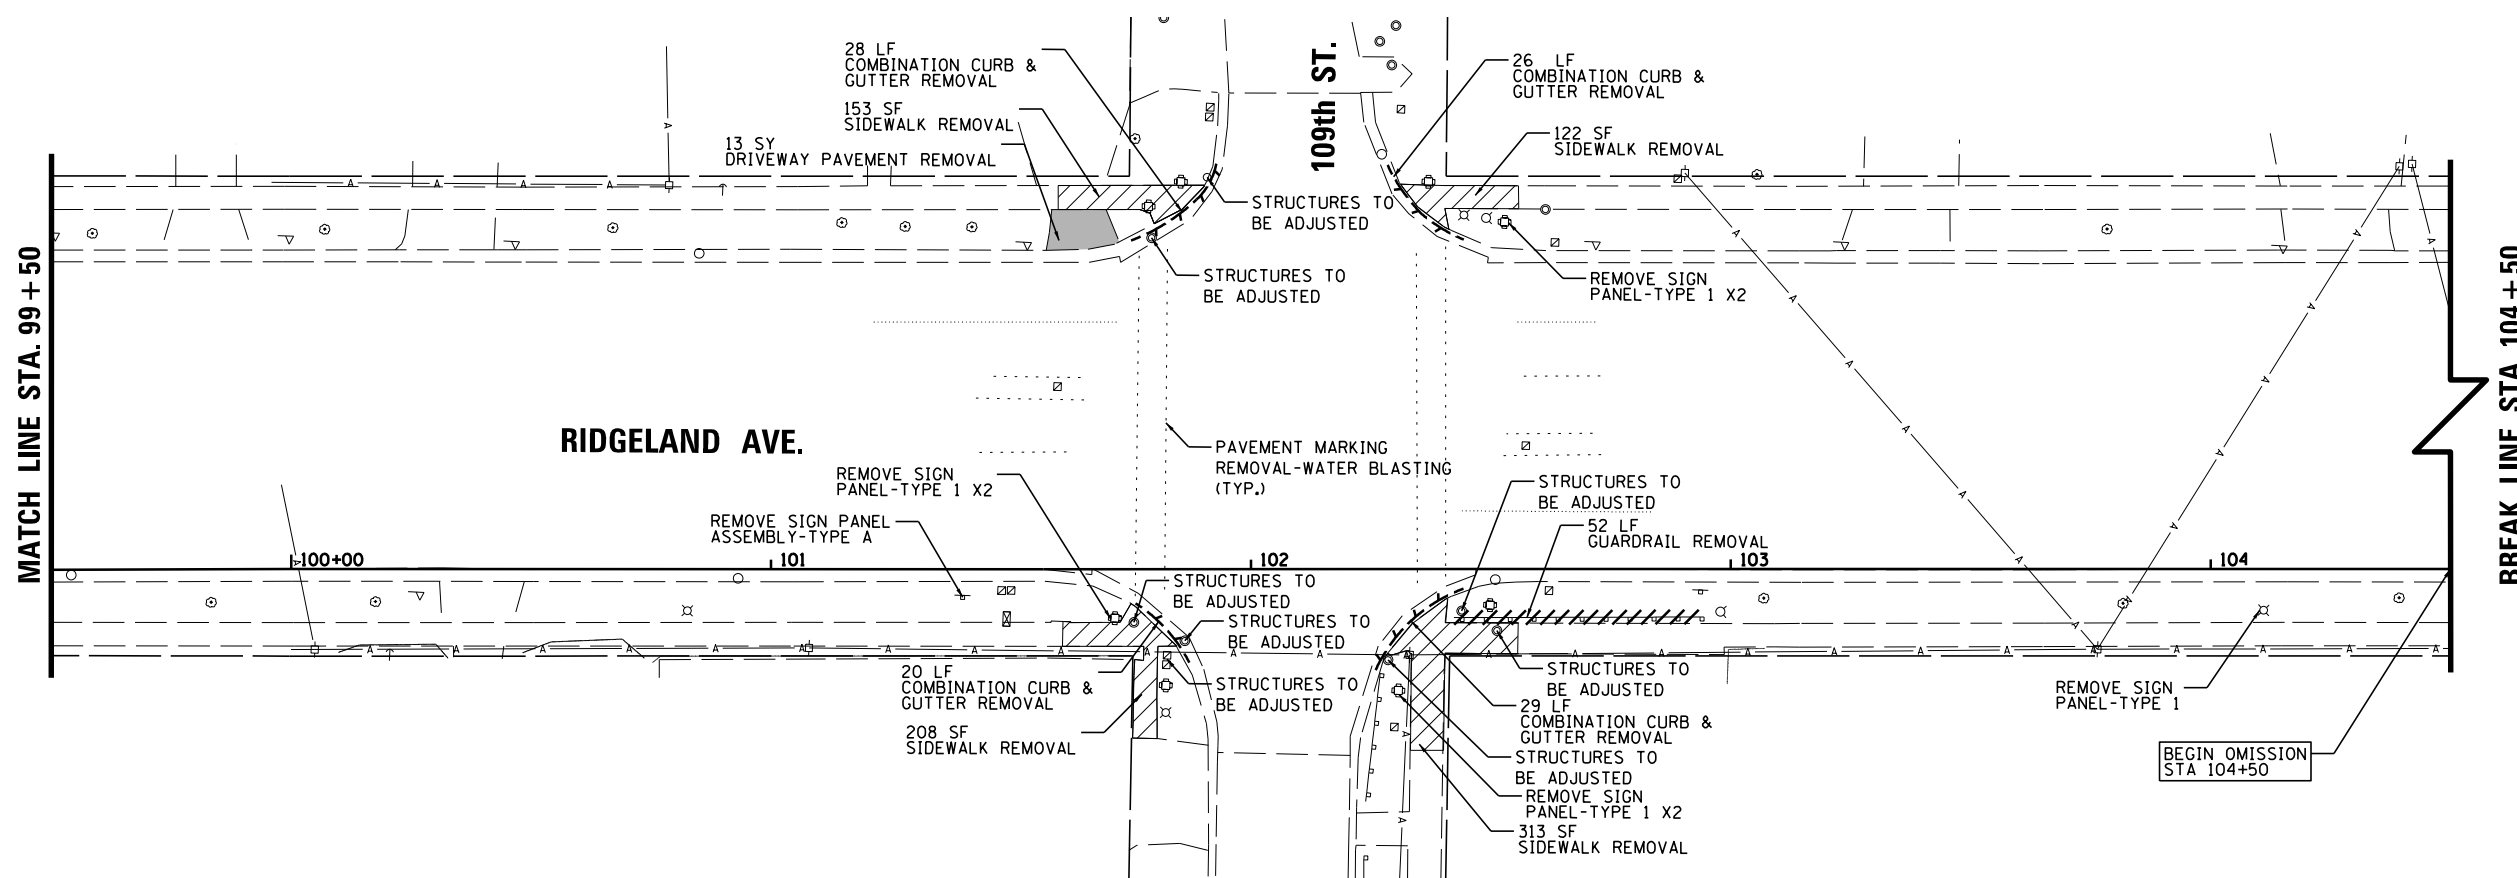 28 LF
COMBINATION CURB &
GUTTER REMOVAL
153 SF
SIDEWALK REMOVAL
13 SY
DRIVEWAY PAVEMENT REMOVAL
109th ST.
26 LF
COMBINATION CURB &
GUTTER REMOVAL
122 SF
SIDEWALK REMOVAL
STRUCTURES TO
BE ADJUSTED
STRUCTURES TO
BE ADJUSTED
REMOVE SIGN
PANEL-TYPE 1 X2
MATCH LINE STA. 99+50
BREAK LINE STA 104+50
RIDGELAND AVE.
PAVEMENT MARKING
REMOVAL-WATER BLASTING
(TYP.)
REMOVE SIGN
PANEL-TYPE 1 X2
REMOVE SIGN PANEL
ASSEMBLY-TYPE A
STRUCTURES TO
BE ADJUSTED
52 LF
GUARDRAIL REMOVAL
100+00
101
102
103
104
STRUCTURES TO
BE ADJUSTED
STRUCTURES TO
BE ADJUSTED
20 LF
COMBINATION CURB &
GUTTER REMOVAL
208 SF
SIDEWALK REMOVAL
STRUCTURES TO
BE ADJUSTED
STRUCTURES TO
BE ADJUSTED
29 LF
COMBINATION CURB &
GUTTER REMOVAL
STRUCTURES TO
BE ADJUSTED
REMOVE SIGN
PANEL-TYPE 1 X2
313 SF
SIDEWALK REMOVAL
REMOVE SIGN
PANEL-TYPE 1
BEGIN OMISSION
STA 104+50